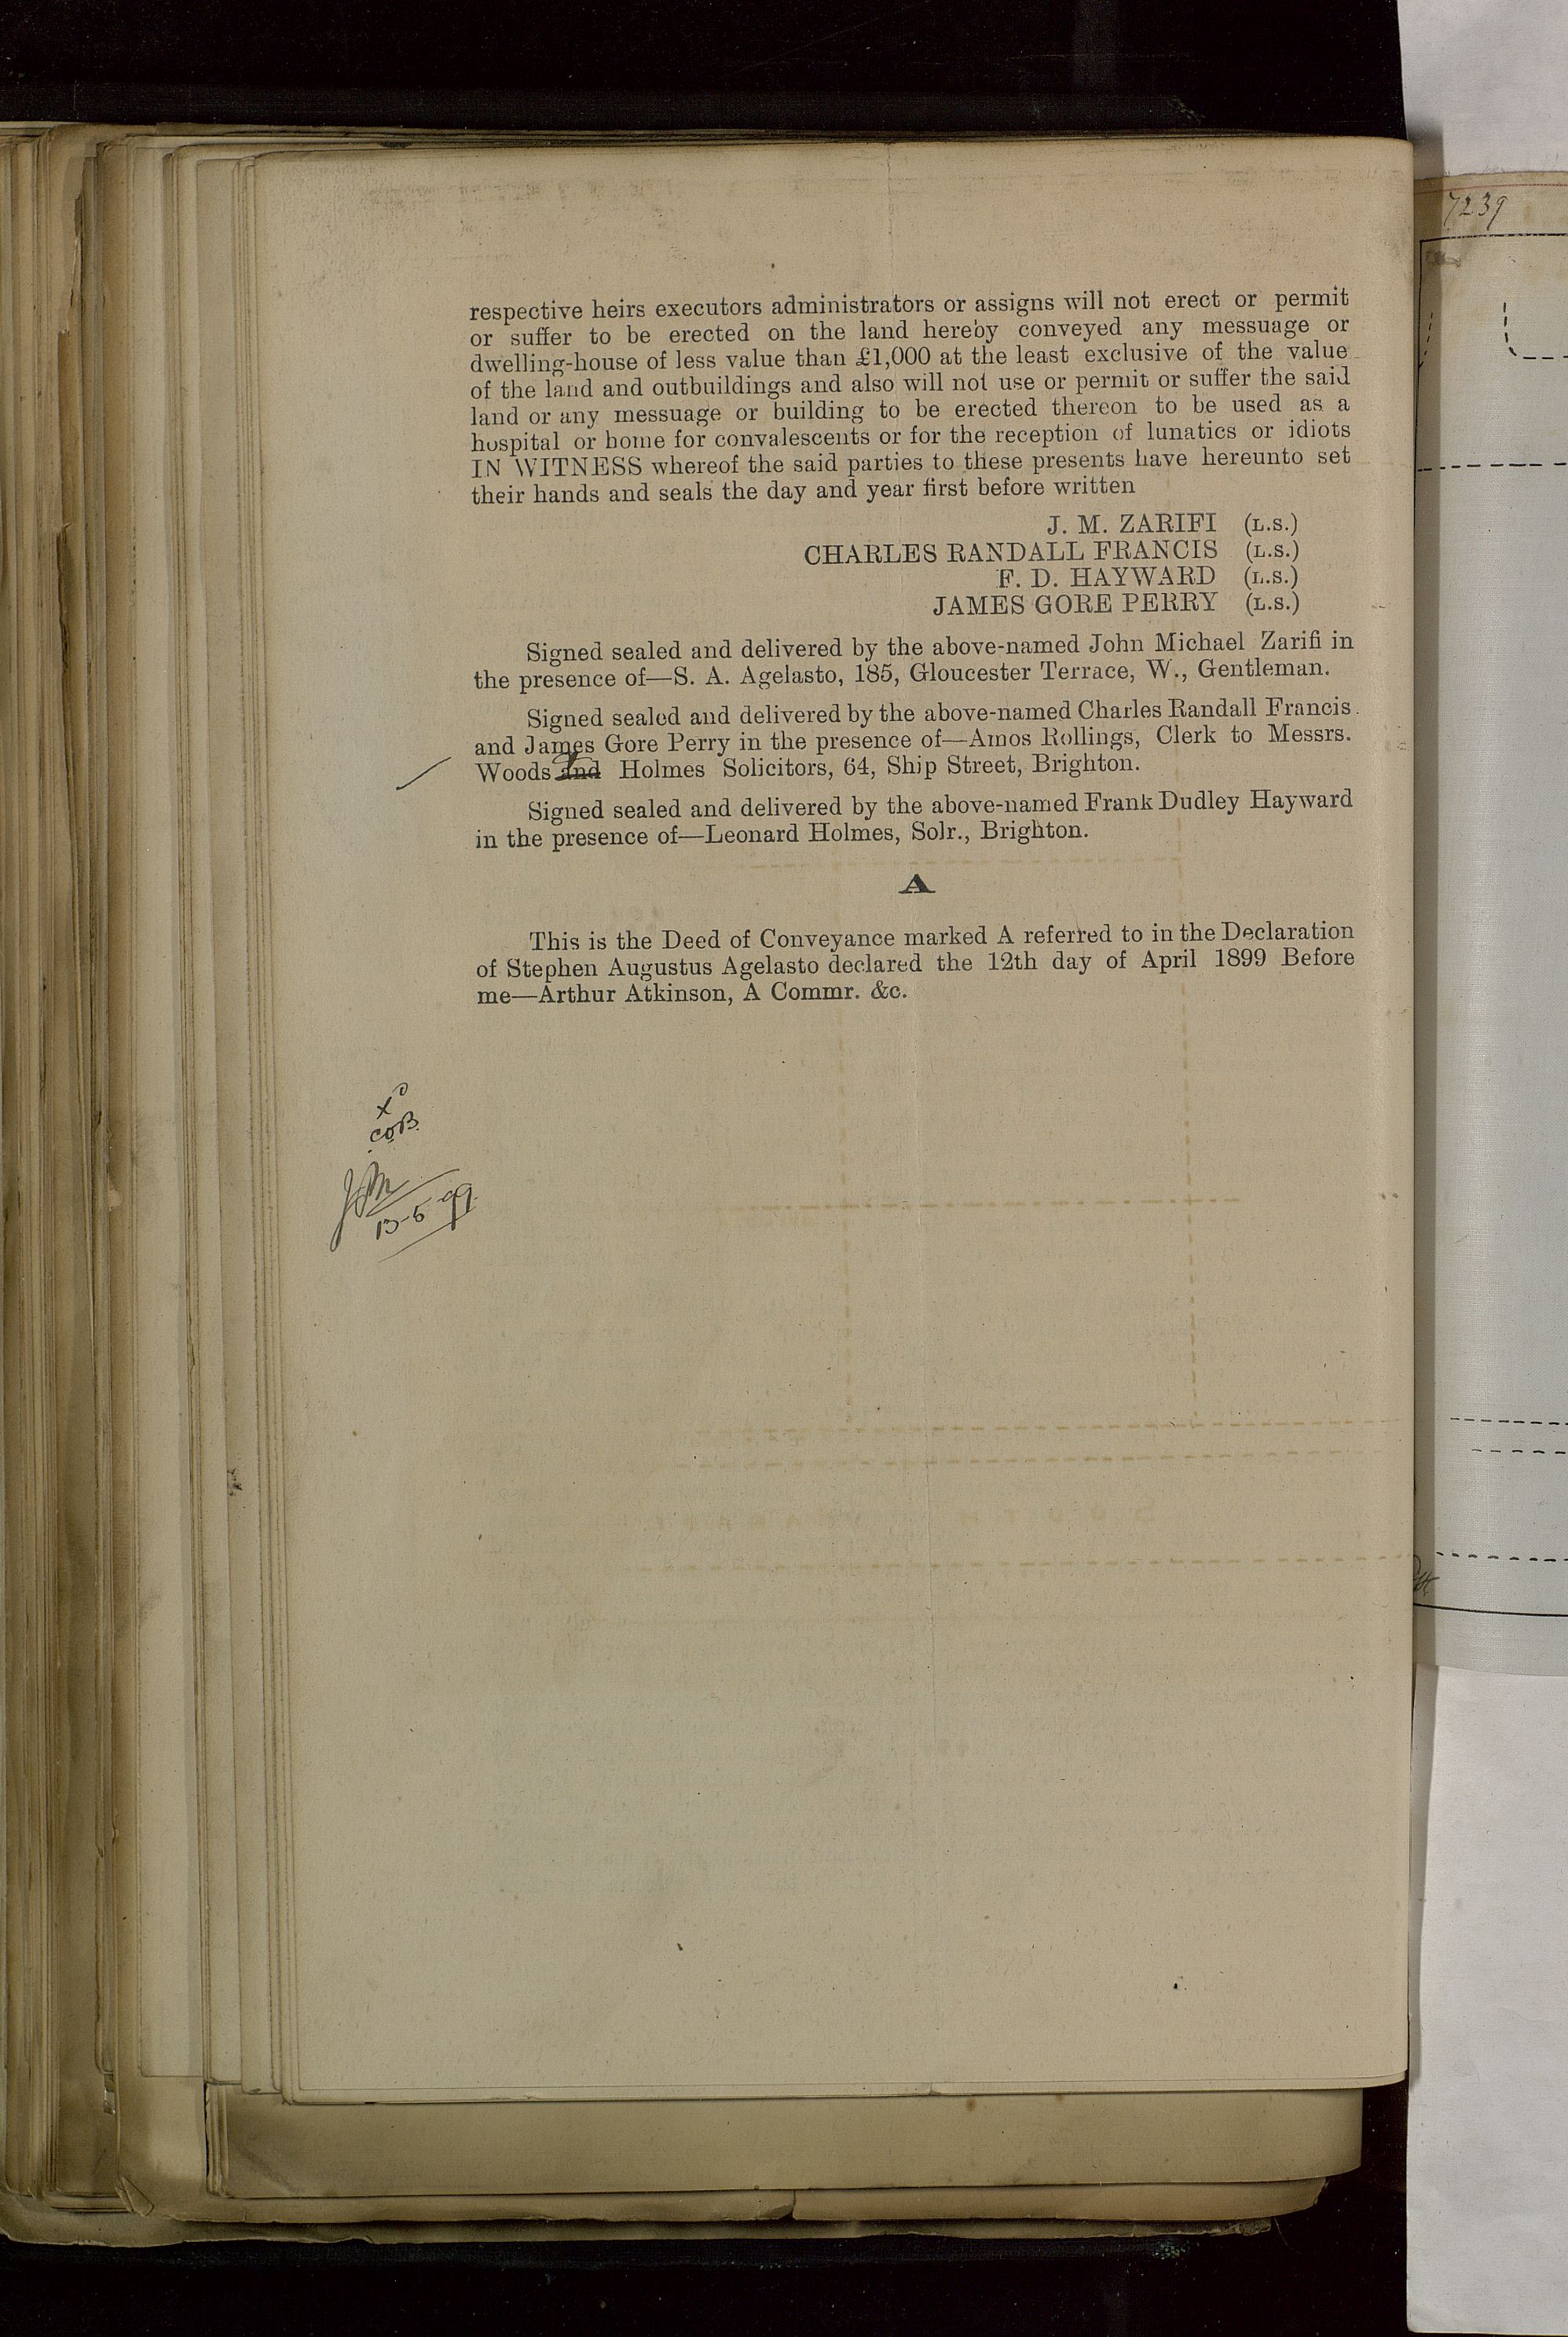 respective heirs executors administrators or assigns will not erect or permit
or suffer to be erected on the land hereby conveyed any messuage or
dwelling-house of less value than £1,000 at the least exclusive of the value
of the land and outbuildings and also will not use or permit or suffer the said
land or any messuage or building to be erected thereon to be used as a
hospital or home for convalescents or for the reception of lunatics or idiots
IN WITNESS whereof the said parties to these presents have hereunto set
their hands and seals the day and year first before written
J. M. ZARIFI (L.S.)
CHARLES RANDALL FRANCIS (L.S.)
F. D. HAYWARD (L.S.)
JAMES GORE PERRY (L.S.)
Signed sealed and delivered by the above-named John Michael Zarifi in
the presence of—S. A. Agelasto, 185, Gloucester Terrace, W., Gentleman.
Signed sealed and delivered by the above-named Charles Randall Francis
and James Gore Perry in the presence of—Amos Rollings, Clerk to Messrs.
Woods and Holmes Solicitors, 64, Ship Street, Brighton.
Signed sealed and delivered by the above-named Frank Dudley Hayward
in the presence of—Leonard Holmes, Solr., Brighton.
A
This is the Deed of Conveyance marked A referred to in the Declaration
of Stephen Augustus Agelasto declared the 12th day of April 1899 Before
me—Arthur Atkinson, A Commr. &c.
13-6-99
7239